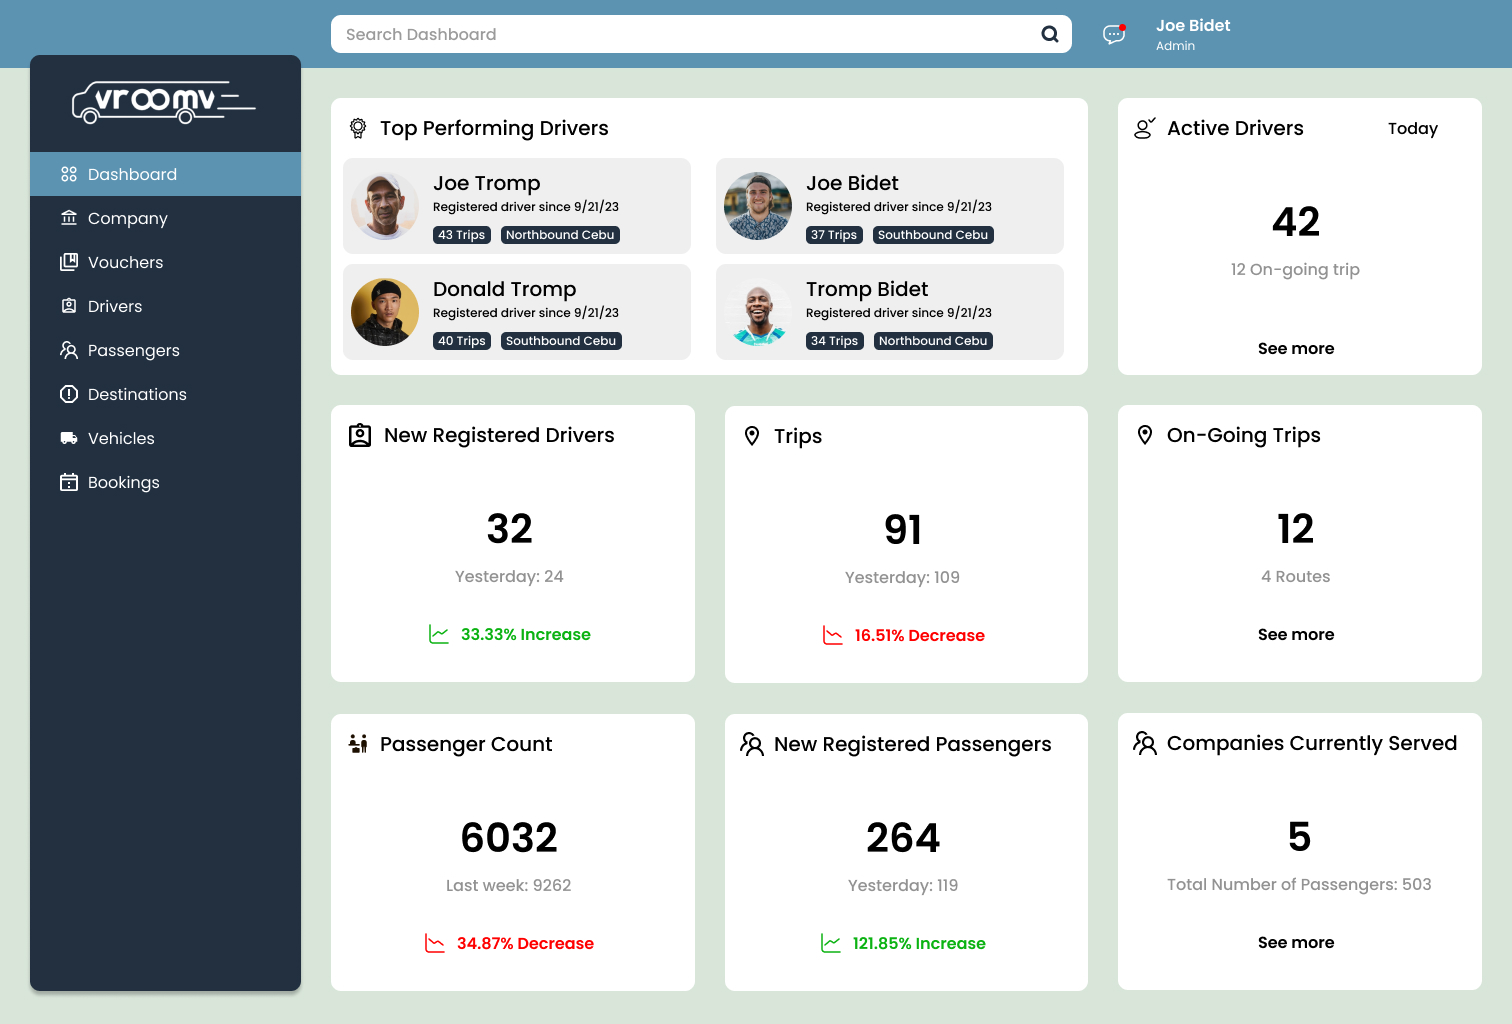 Search Dashboard
Joe Bidet
Admin
vroomv
Dashboard
Company
Vouchers
Drivers
Passengers
Destinations
Vehicles
Bookings
Top Performing Drivers
Joe Tromp
Registered driver since 9/21/23
43 Trips Northbound Cebu
Joe Bidet
Registered driver since 9/21/23
37 Trips Southbound Cebu
Donald Tromp
Registered driver since 9/21/23
40 Trips Southbound Cebu
Tromp Bidet
Registered driver since 9/21/23
34 Trips Northbound Cebu
Active Drivers Today
42
12 On-going trip
See more
New Registered Drivers
32
Yesterday: 24
33.33% Increase
Trips
91
Yesterday: 109
16.51% Decrease
On-Going Trips
12
4 Routes
See more
Passenger Count
6032
Last week: 9262
34.87% Decrease
New Registered Passengers
264
Yesterday: 119
121.85% Increase
Companies Currently Served
5
Total Number of Passengers: 503
See more